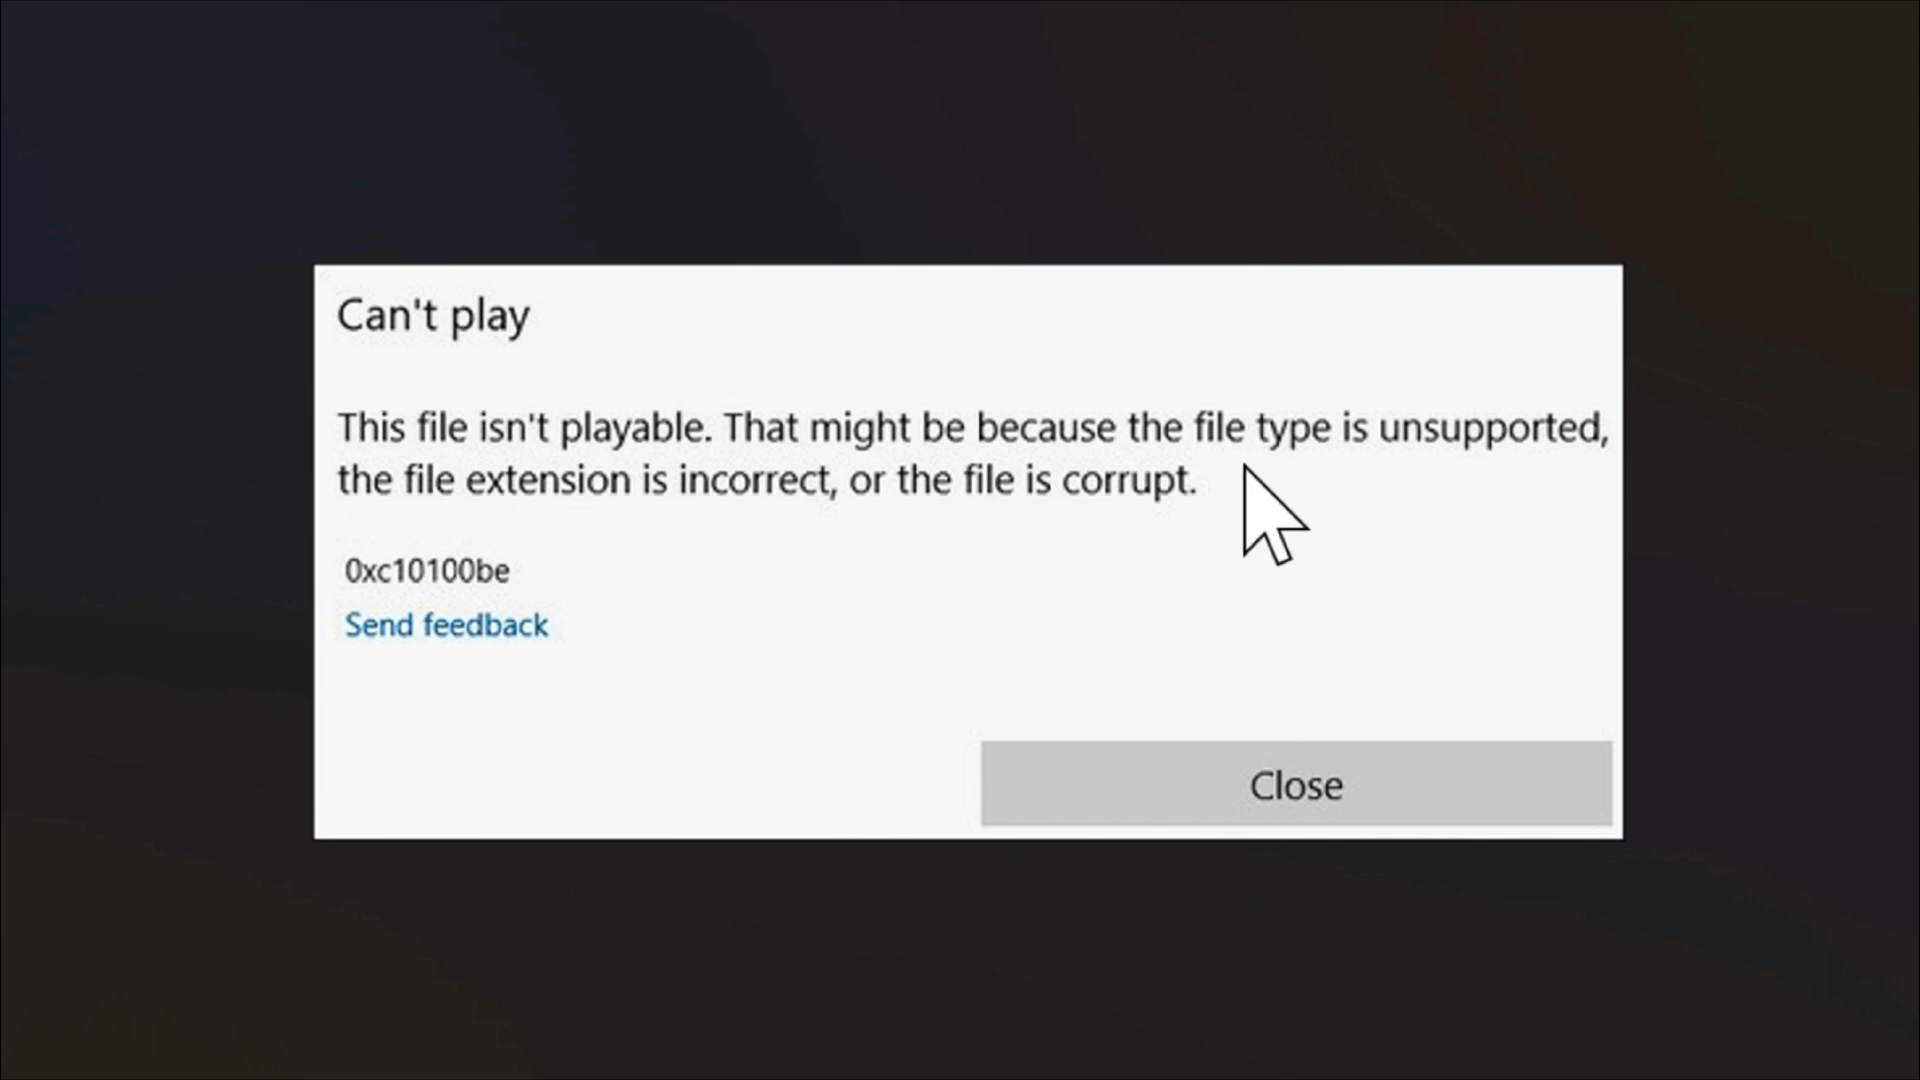 Can't play
This file isn't playable. That might be because the file type is unsupported,
the file extension is incorrect, or the file is corrupt.
0xc10100be
Send feedback
Close